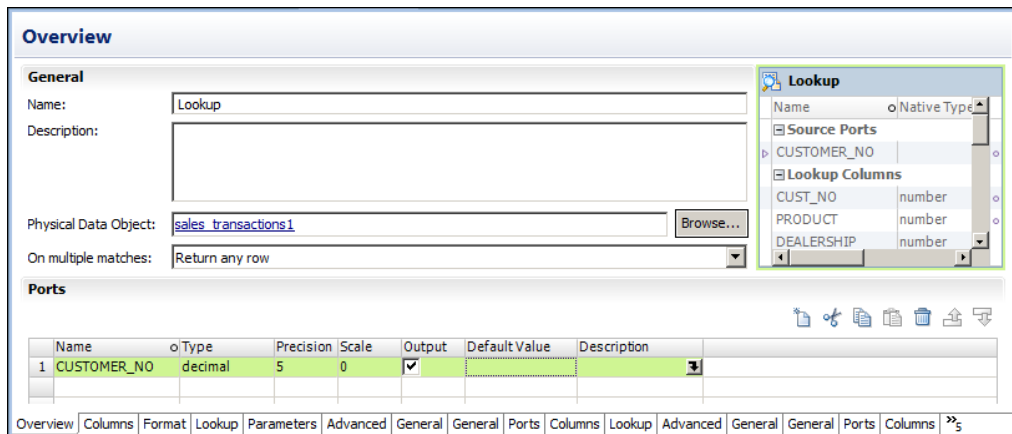 Overview
General
Name:
Lookup
Description:
Physical Data Object:
sales_transactions1
Browse...
On multiple matches:
Return any row
Lookup
Name Native Type
Source Ports
CUSTOMER_NO
Lookup Columns
CUST_NO number
PRODUCT number
DEALERSHIP number
Ports
Name Type Precision Scale Output Default Value Description
1 CUSTOMER_NO decimal 5 0
Overview Columns Format Lookup Parameters Advanced General General Ports Columns Lookup Advanced General General Ports Columns »5